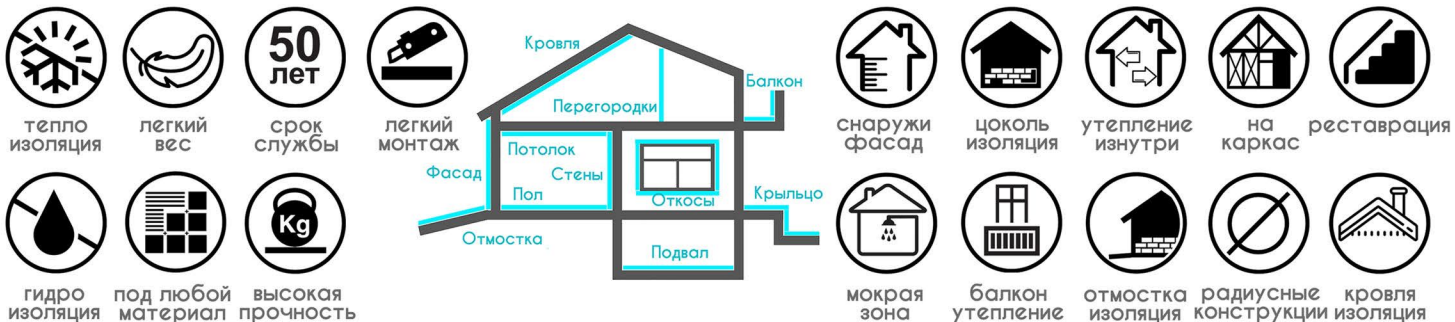 50
лет
тепло
изоляция
легкий
вес
срок
службы
легкий
монтаж
Kg
гидро
изоляция
под любой
материал
высокая
прочность
Кровля
Балкон
Перегородки
Потолок
Фасад
Стены
Пол
Откосы
Крыльцо
Отмостка
Подвал
снаружи
фасад
цоколь
изоляция
утепление
изнутри
на
каркас
реставрация
мокрая
зона
балкон
утепление
отмостка
изоляция
радиусные
конструкции
кровля
изоляция